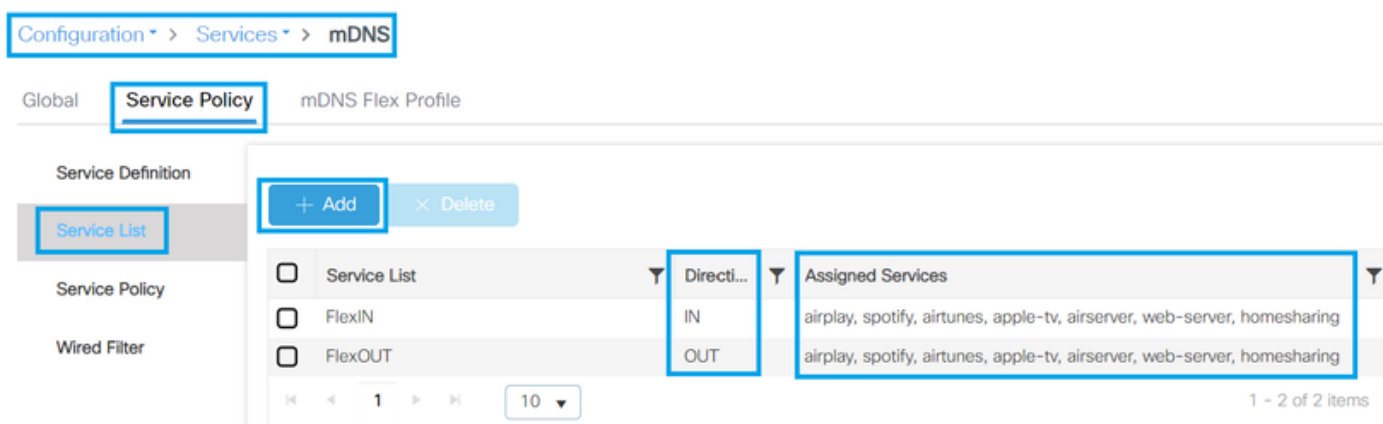 Configuration > Services > mDNS
Global Service Policy mDNS Flex Profile
Service Definition
+ Add × Delete
Service List
Service List Directi... Assigned Services
Service Policy
FlexIN IN airplay, spotify, airtunes, apple-tv, airserver, web-server, homesharing
Wired Filter
FlexOUT OUT airplay, spotify, airtunes, apple-tv, airserver, web-server, homesharing
1 10 1 - 2 of 2 items